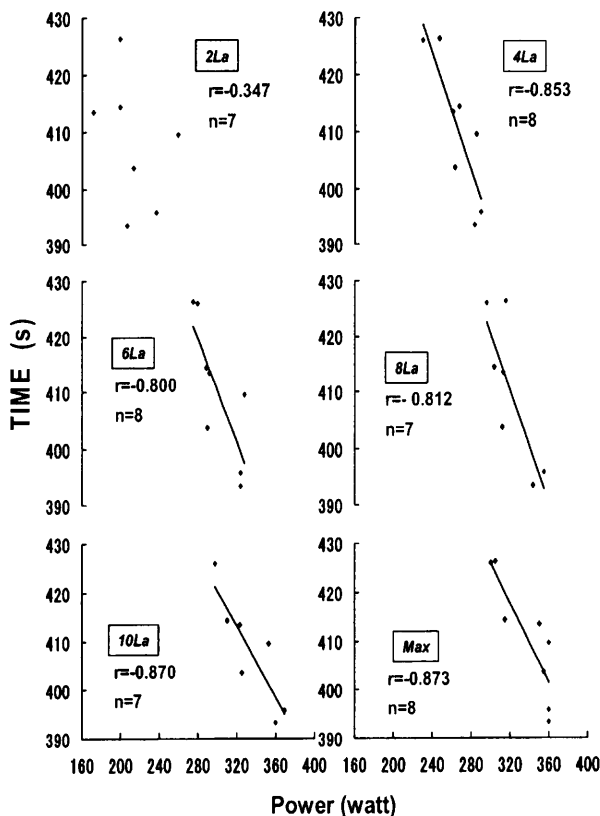 430
420
410
400
390
2La
r=-0.347
n=7
430
420
410
400
390
4La
r=-0.853
n=8
TIME (s)
430
420
410
400
390
6La
r=-0.800
n=8
430
420
410
400
390
8La
r=- 0.812
n=7
430
420
410
400
390
10La
r=-0.870
n=7
160 200 240 280 320 360 400
430
420
410
400
390
Max
r=-0.873
n=8
160 200 240 280 320 360 400
Power (watt)